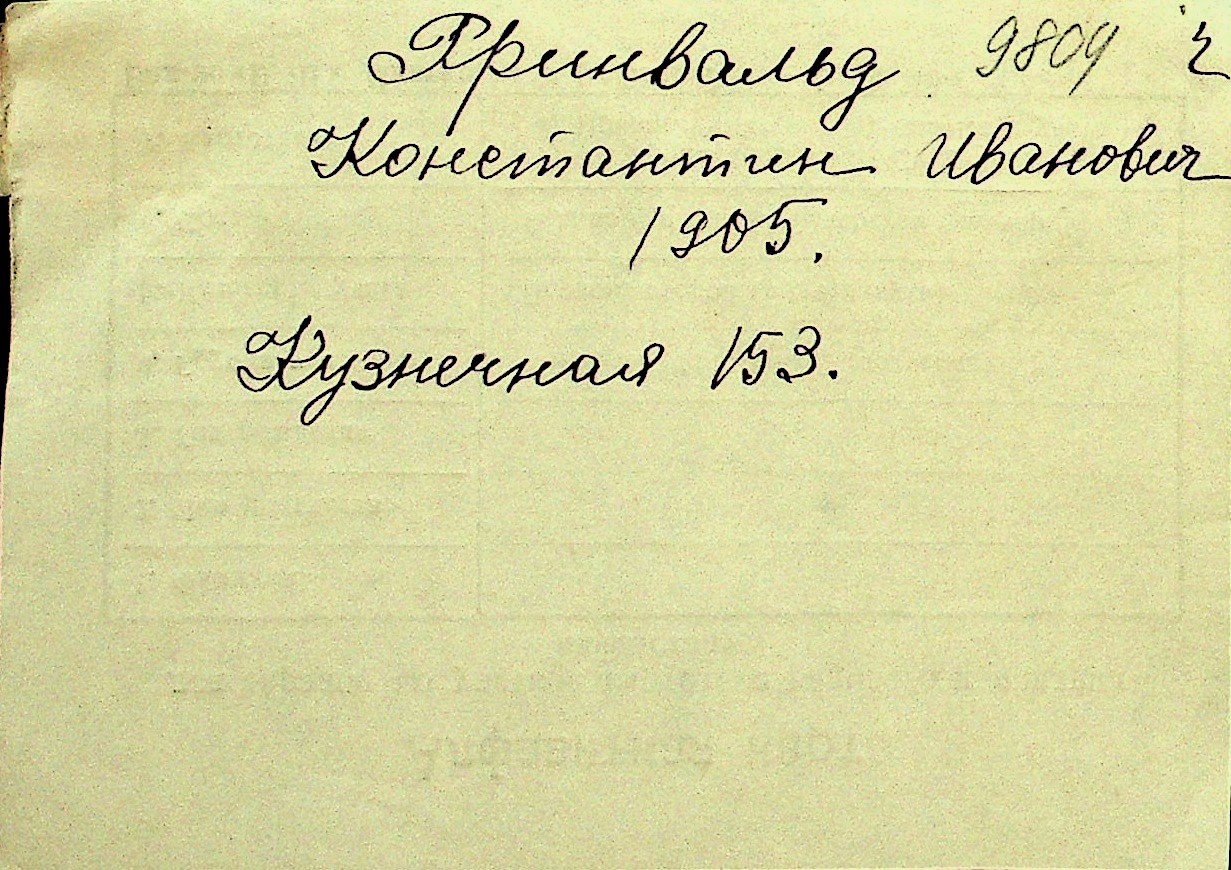 Гринвальд 9804 г
Константин Иванович
1905.
Кузнечная 153.